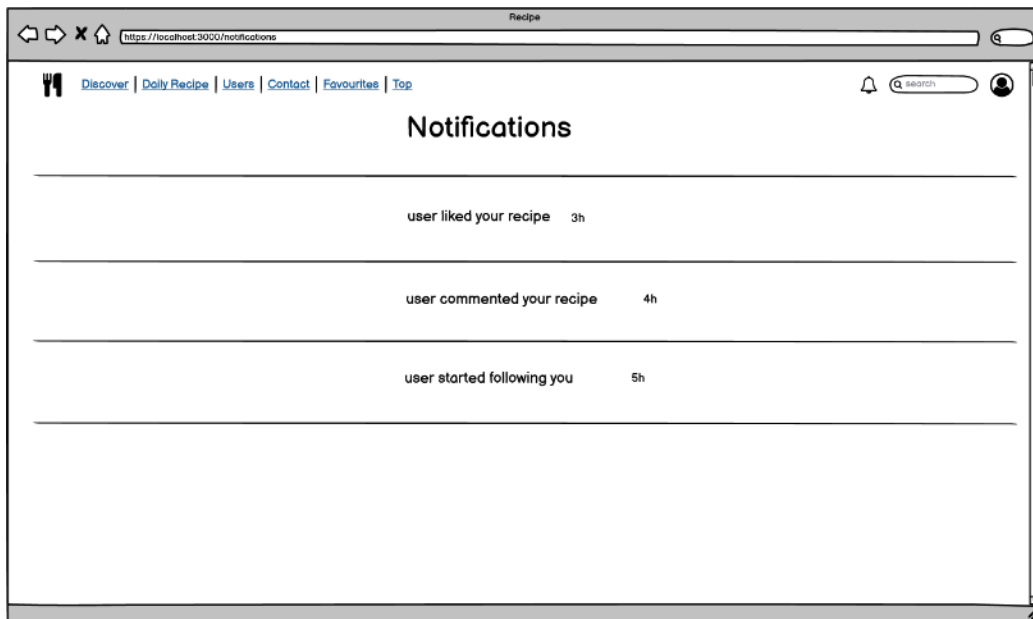 Recipe
https://localhost:3000/notifications
Discover | Daily Recipe | Users | Contact | Favourites | Top
search
Notifications
user liked your recipe 3h
user commented your recipe 4h
user started following you 5h